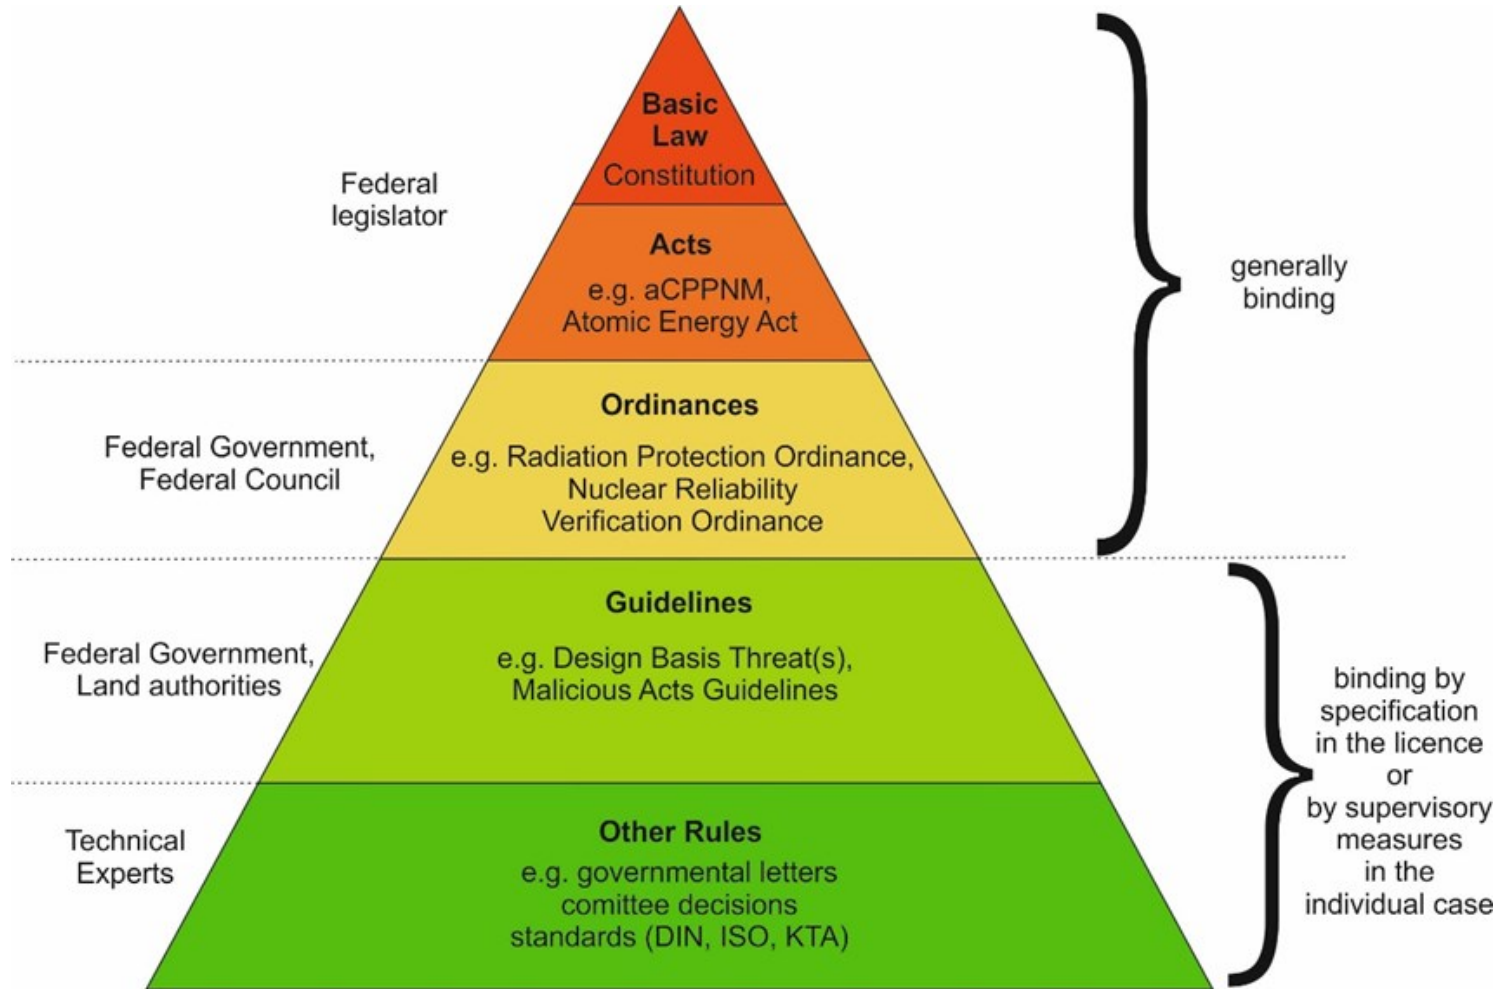 Basic
Law
Constitution
Federal
legislator
Acts
e.g. aCPPNM,
Atomic Energy Act
generally
binding
Ordinances
e.g. Radiation Protection Ordinance,
Nuclear Reliability
Verification Ordinance
Federal Government,
Federal Council
Guidelines
e.g. Design Basis Threat(s),
Malicious Acts Guidelines
Federal Government,
Land authorities
binding by
specification
in the licence
or
by supervisory
measures
in the
individual case
Technical
Experts
Other Rules
e.g. governmental letters
comittee decisions
standards (DIN, ISO, KTA)